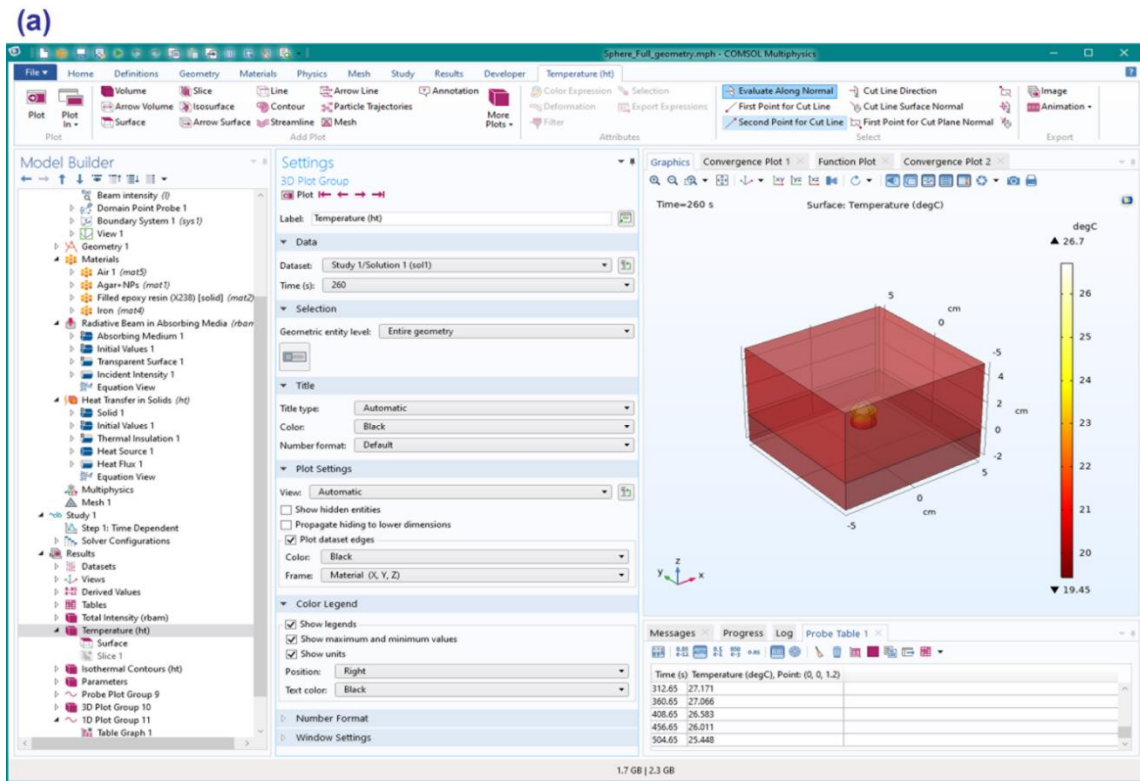 (a)
Sphere_Full_geometry.mph - COMSOL Multiphysics
File Home Definitions Geometry Materials Physics Mesh Study Results Developer Temperature (ht)
Plot
Plot In
Plot
Volume Slice Line Arrow Line Annotation
Arrow Volume Isosurface Contour Particle Trajectories
Surface Arrow Surface Streamline Mesh
More Plots
Add Plot
Color Expression Selection
Deformation Export Expressions
Filter
Attributes
Evaluate Along Normal Cut Line Direction
First Point for Cut Line Cut Line Surface Normal
Second Point for Cut Line First Point for Cut Plane Normal
Select
Image
Animation
Export
Model Builder
Beam intensity (I)
Domain Point Probe 1
Boundary System 1 (sys1)
View 1
Geometry 1
Materials
Air 1 (mat5)
Agar+NPs (mat1)
Filled epoxy resin (X238) [solid] (mat2)
Iron (mat4)
Radiative Beam in Absorbing Media (rbam
Absorbing Medium 1
Initial Values 1
Transparent Surface 1
Incident Intensity 1
Equation View
Heat Transfer in Solids (ht)
Solid 1
Initial Values 1
Thermal Insulation 1
Heat Source 1
Heat Flux 1
Equation View
Multiphysics
Mesh 1
Study 1
Step 1: Time Dependent
Solver Configurations
Results
Datasets
Views
Derived Values
Tables
Total Intensity (rbam)
Temperature (ht)
Surface
Slice 1
Isothermal Contours (ht)
Parameters
Probe Plot Group 9
3D Plot Group 10
1D Plot Group 11
Table Graph 1
Settings
3D Plot Group
Plot
Label: Temperature (ht)
Data
Dataset: Study 1/Solution 1 (sol1)
Time (s): 260
Selection
Geometric entity level: Entire geometry
Title
Title type: Automatic
Color: Black
Number format: Default
Plot Settings
View: Automatic
Show hidden entities
Propagate hiding to lower dimensions
Plot dataset edges
Color: Black
Frame: Material (X, Y, Z)
Color Legend
Show legends
Show maximum and minimum values
Show units
Position: Right
Text color: Black
Number Format
Window Settings
Graphics Convergence Plot 1 Function Plot Convergence Plot 2
Time=260 s Surface: Temperature (degC)
degC
26.7
26
25
24
23
22
21
20
19.45
5
cm
0
-5
4
2
cm
0
-2
5
0
cm
-5
z
y x
Messages Progress Log Probe Table 1
Time (s) Temperature (degC), Point: (0, 0, 1.2)
312.65 27.171
360.65 27.066
408.65 26.583
456.65 26.011
504.65 25.448
1.7 GB | 2.3 GB